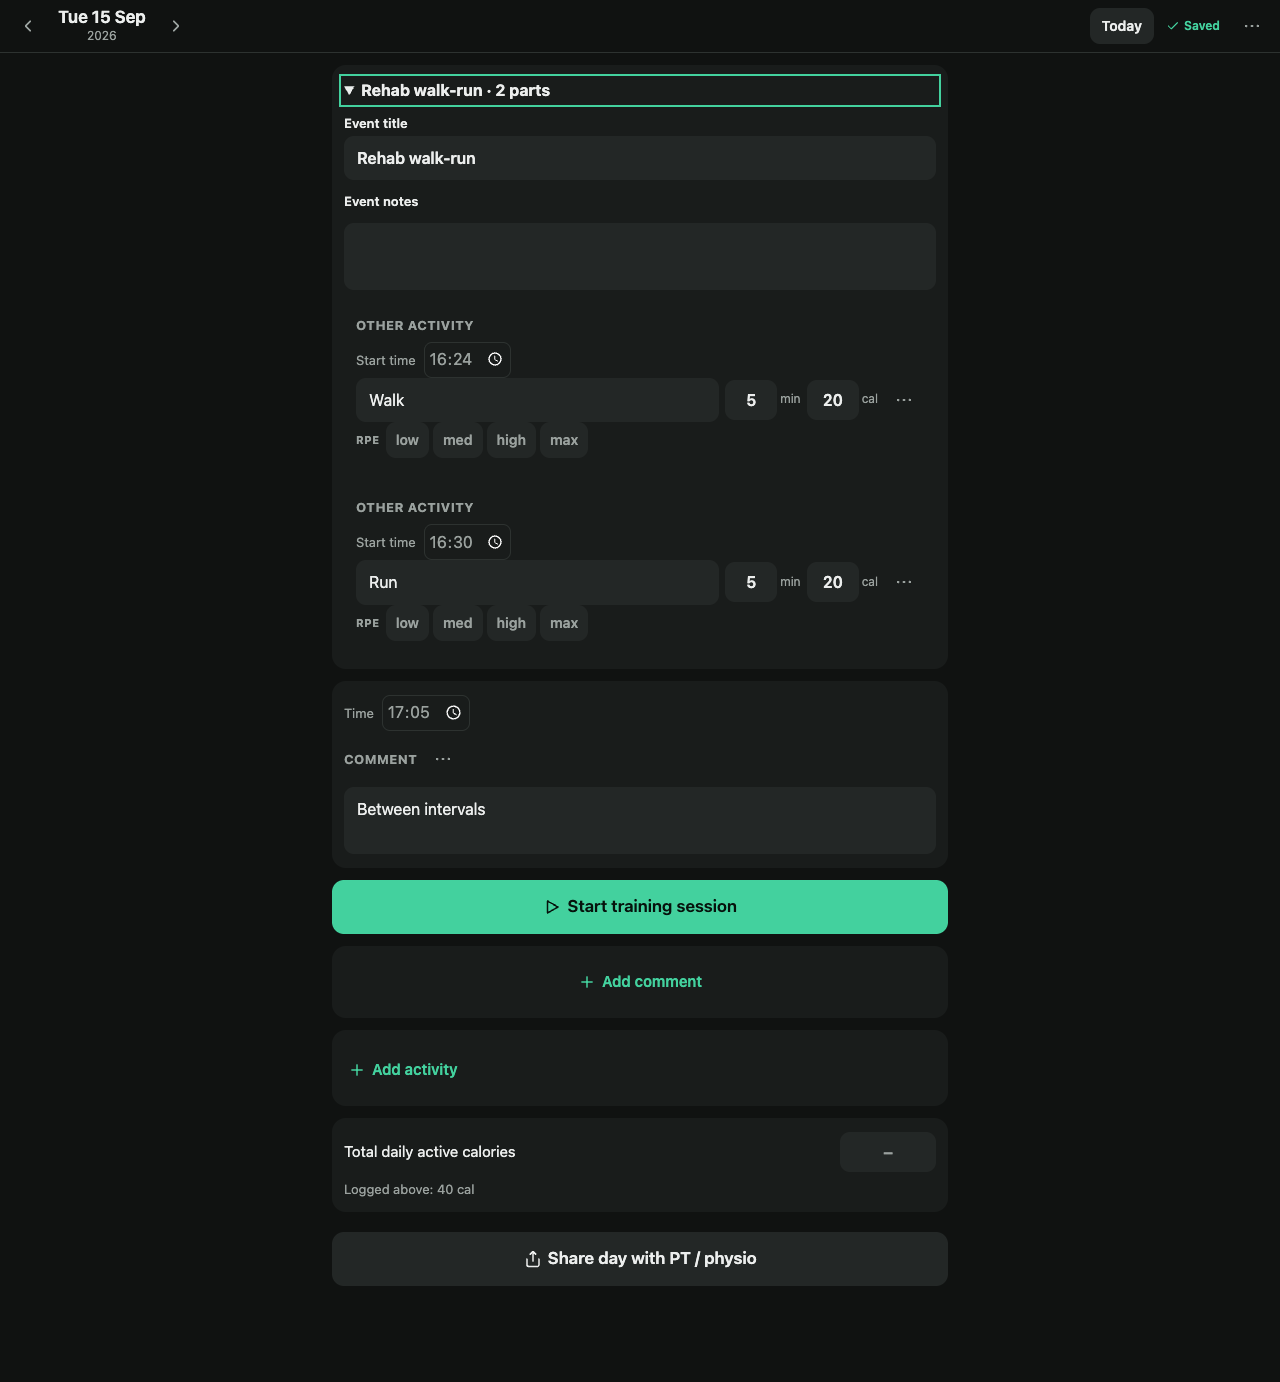 Tue 15 Sep
2026
Today
Saved
Rehab walk-run · 2 parts
Event title
Rehab walk-run
Event notes
OTHER ACTIVITY
Start time 16:24
Walk 5 min 20 cal
RPE low med high max
OTHER ACTIVITY
Start time 16:30
Run 5 min 20 cal
RPE low med high max
Time 17:05
COMMENT
Between intervals
Start training session
Add comment
Add activity
Total daily active calories –
Logged above: 40 cal
Share day with PT / physio